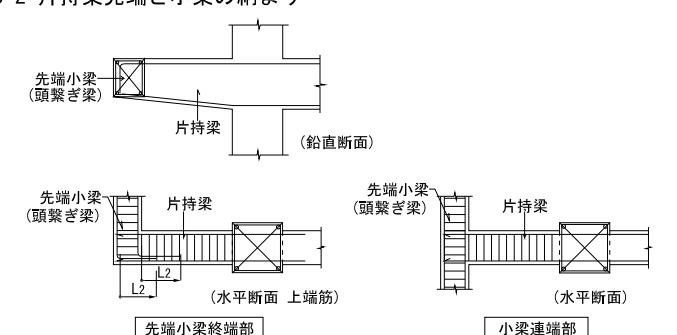 片持梁先端と小梁の納まり
先端小梁
(頭繋ぎ梁)
片持梁
(鉛直断面)
先端小梁
(頭繋ぎ梁)
片持梁
L2
L2
(水平断面 上端筋)
先端小梁終端部
先端小梁
(頭繋ぎ梁)
片持梁
(水平断面)
小梁連端部